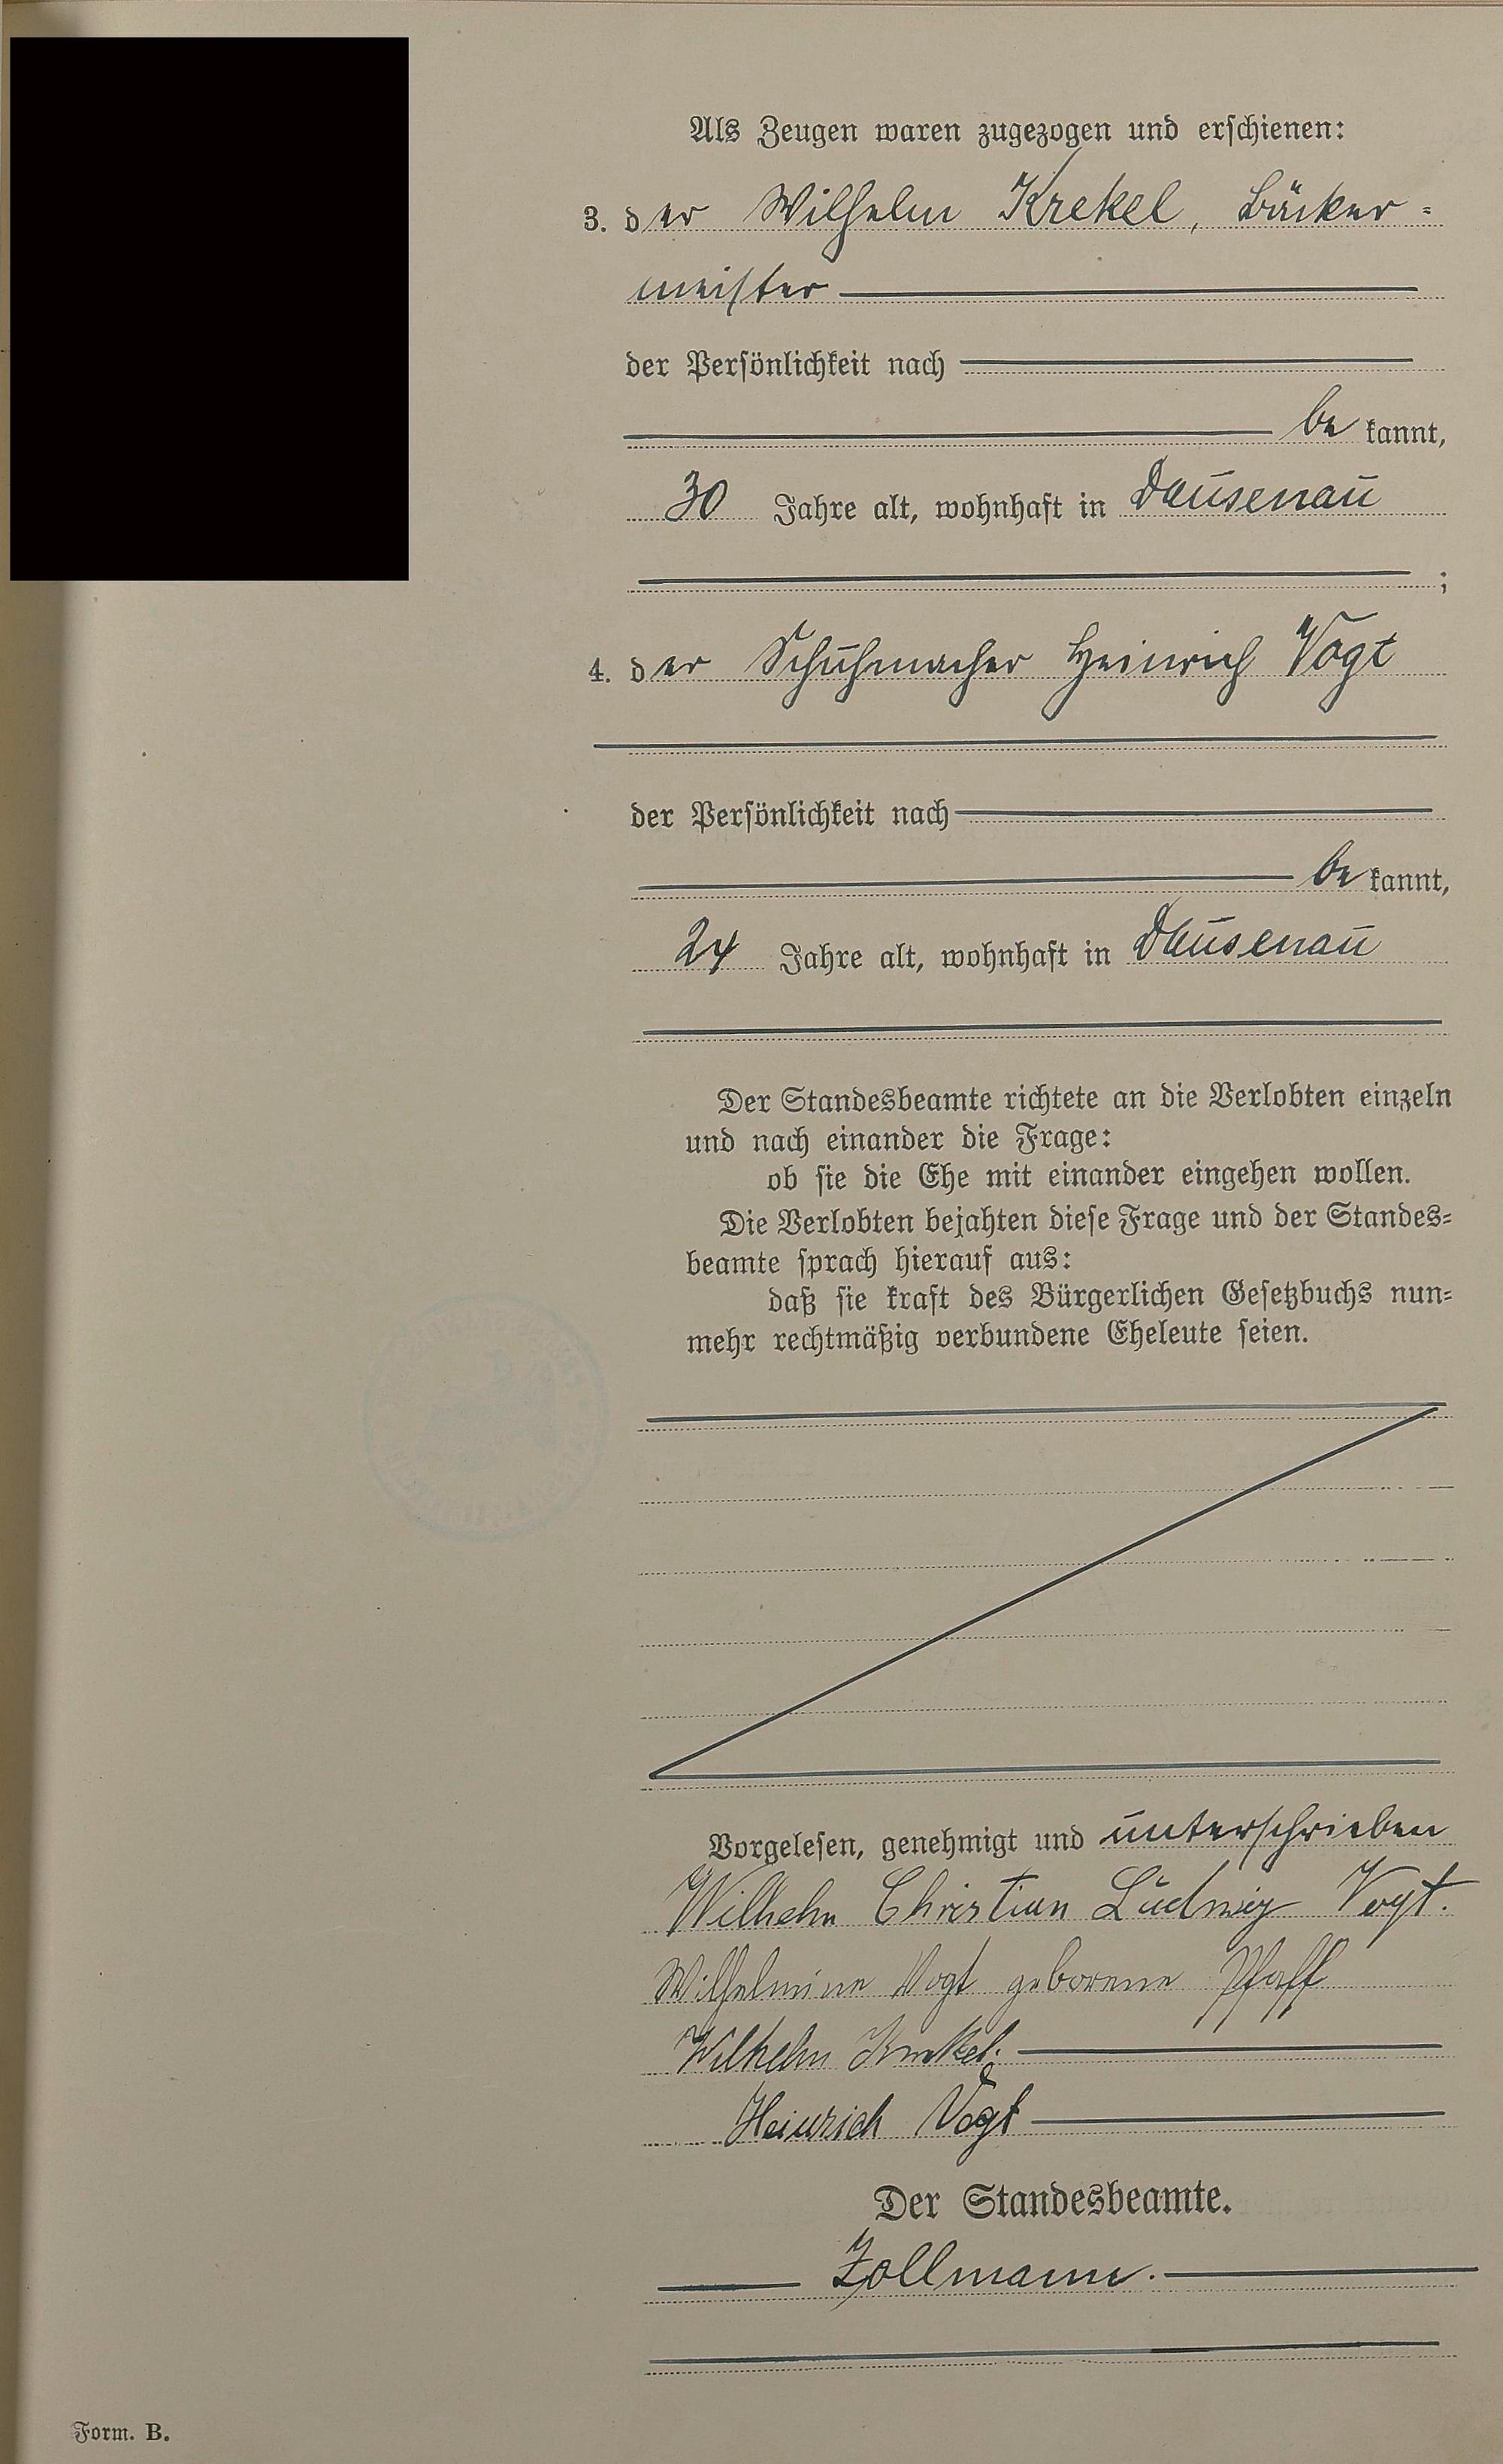 Als Zeugen waren zugezogen und erschienen:
3. der Wilhelm Krekel, Bäcker-
meister
der Persönlichkeit nach
bekannt,
30 Jahre alt, wohnhaft in Dausenau
;
4. der Schuhmacher Heinrich Vogt
der Persönlichkeit nach
bekannt,
24 Jahre alt, wohnhaft in Dausenau
Der Standesbeamte richtete an die Verlobten einzeln
und nach einander die Frage:
ob sie die Ehe mit einander eingehen wollen.
Die Verlobten bejahten diese Frage und der Standes-
beamte sprach hierauf aus:
daß sie kraft des Bürgerlichen Gesetzbuchs nun-
mehr rechtmäßig verbundene Eheleute seien.
Vorgelesen, genehmigt und unterschrieben
Wilhelm Christian Ludwig Vogt.
Wilhelmine Vogt geborene Pfaff
Wilhelm Krekel.
Heinrich Vogt
Der Standesbeamte.
Zollmann.
Form. B.